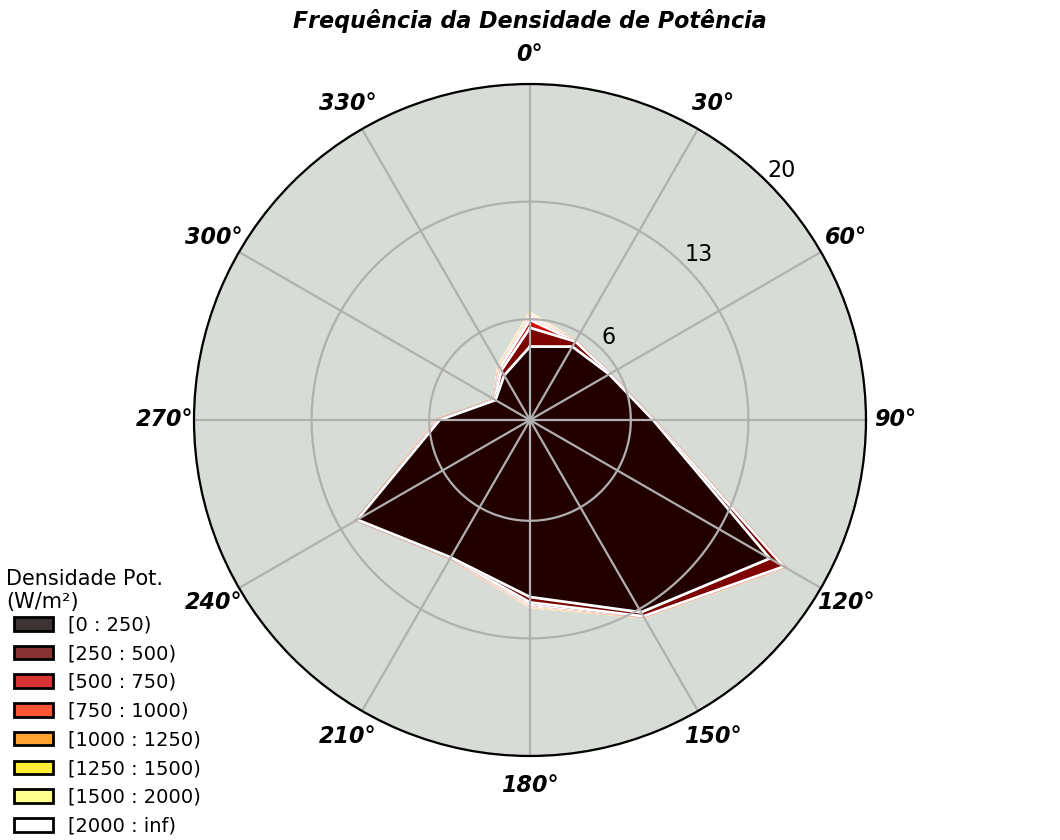 Frequência da Densidade de Potência
0°
330°
30°
20
300°
60°
13
6
270°
90°
240°
120°
210°
150°
180°
Densidade Pot.
(W/m²)
[0 : 250)
[250 : 500)
[500 : 750)
[750 : 1000)
[1000 : 1250)
[1250 : 1500)
[1500 : 2000)
[2000 : inf)